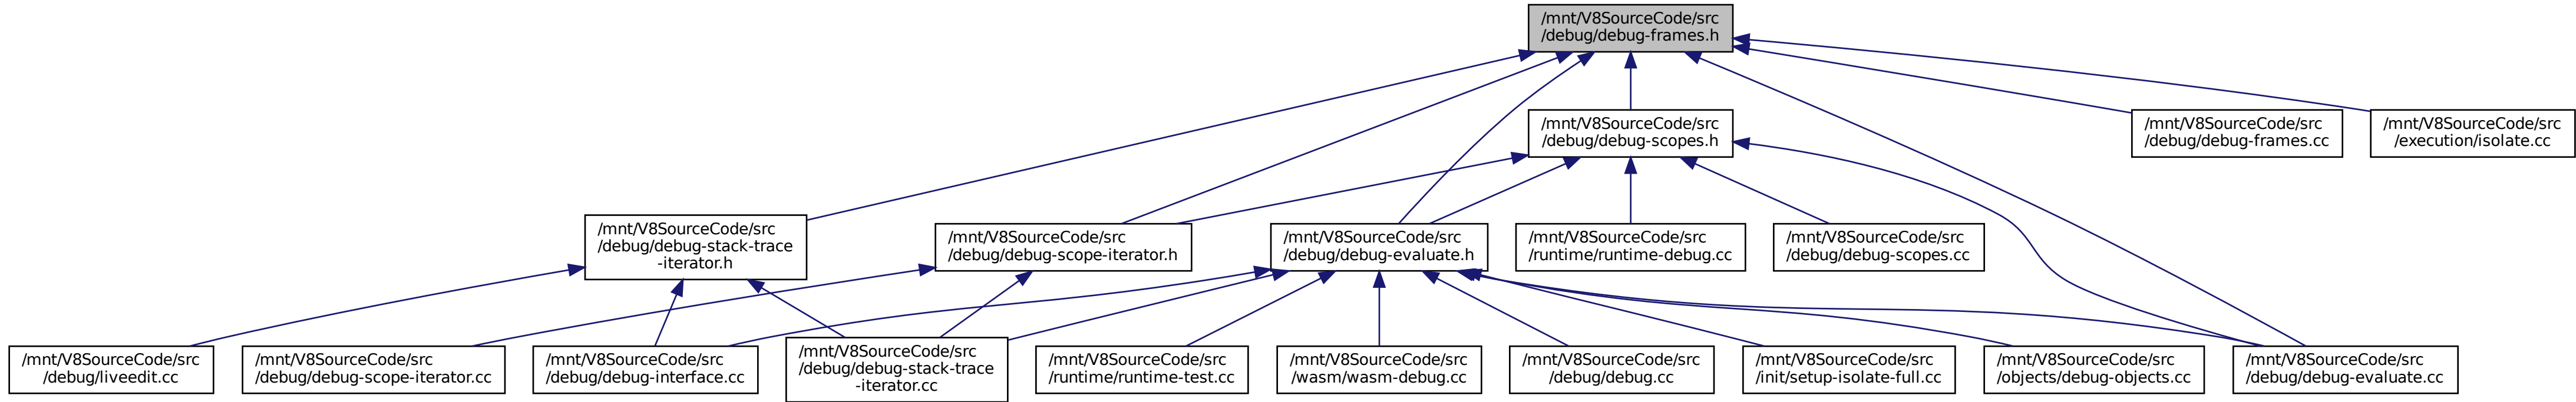 /mnt/V8SourceCode/src
/debug/debug-frames.h
/mnt/V8SourceCode/src
/debug/debug-scopes.h
/mnt/V8SourceCode/src
/debug/debug-frames.cc
/mnt/V8SourceCode/src
/execution/isolate.cc
/mnt/V8SourceCode/src
/debug/debug-stack-trace
-iterator.h
/mnt/V8SourceCode/src
/debug/debug-scope-iterator.h
/mnt/V8SourceCode/src
/debug/debug-evaluate.h
/mnt/V8SourceCode/src
/runtime/runtime-debug.cc
/mnt/V8SourceCode/src
/debug/debug-scopes.cc
/mnt/V8SourceCode/src
/debug/liveedit.cc
/mnt/V8SourceCode/src
/debug/debug-scope-iterator.cc
/mnt/V8SourceCode/src
/debug/debug-interface.cc
/mnt/V8SourceCode/src
/debug/debug-stack-trace
-iterator.cc
/mnt/V8SourceCode/src
/runtime/runtime-test.cc
/mnt/V8SourceCode/src
/wasm/wasm-debug.cc
/mnt/V8SourceCode/src
/debug/debug.cc
/mnt/V8SourceCode/src
/init/setup-isolate-full.cc
/mnt/V8SourceCode/src
/objects/debug-objects.cc
/mnt/V8SourceCode/src
/debug/debug-evaluate.cc